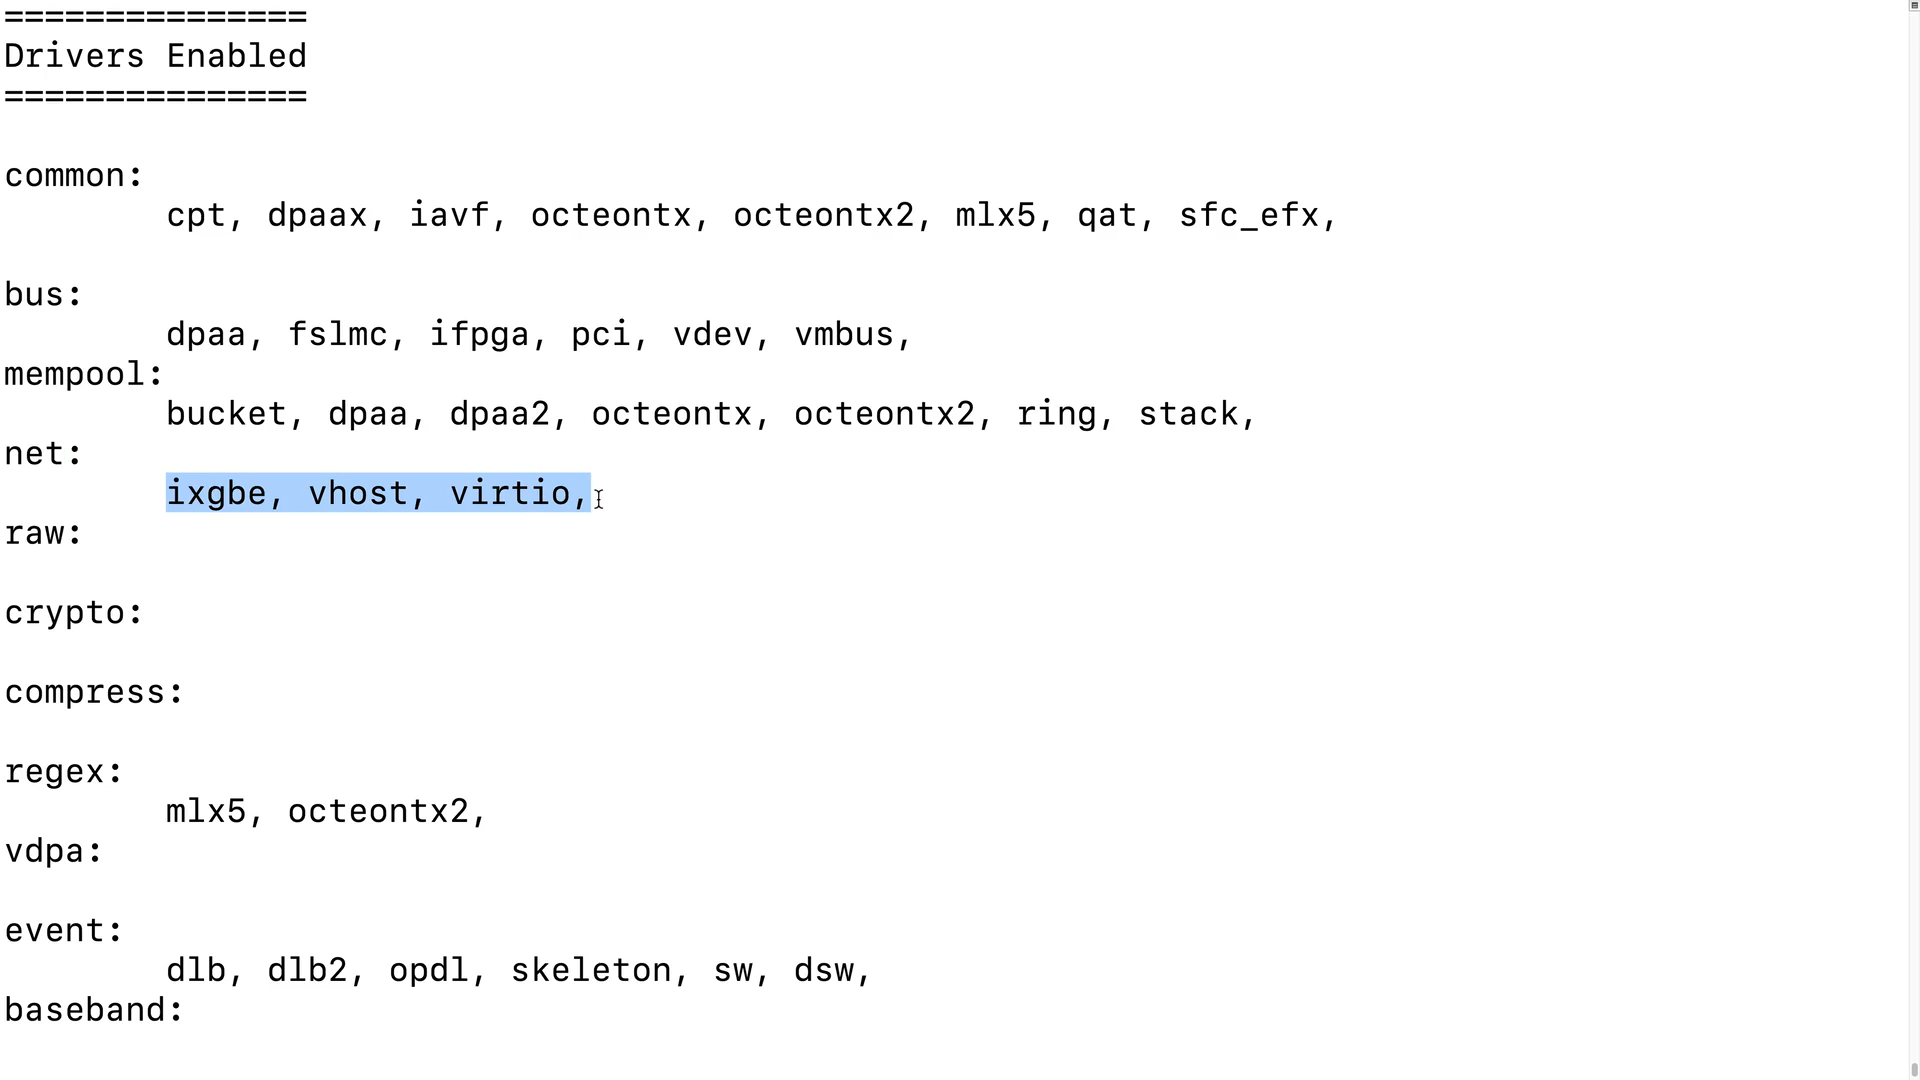 ===============
Drivers Enabled
===============
common:
cpt, dpaax, iavf, octeontx, octeontx2, mlx5, qat, sfc_efx,
bus:
dpaa, fslmc, ifpga, pci, vdev, vmbus,
mempool:
bucket, dpaa, dpaa2, octeontx, octeontx2, ring, stack,
net:
ixgbe, vhost, virtio,
raw:
crypto:
compress:
regex:
mlx5, octeontx2,
vdpa:
event:
dlb, dlb2, opdl, skeleton, sw, dsw,
baseband: